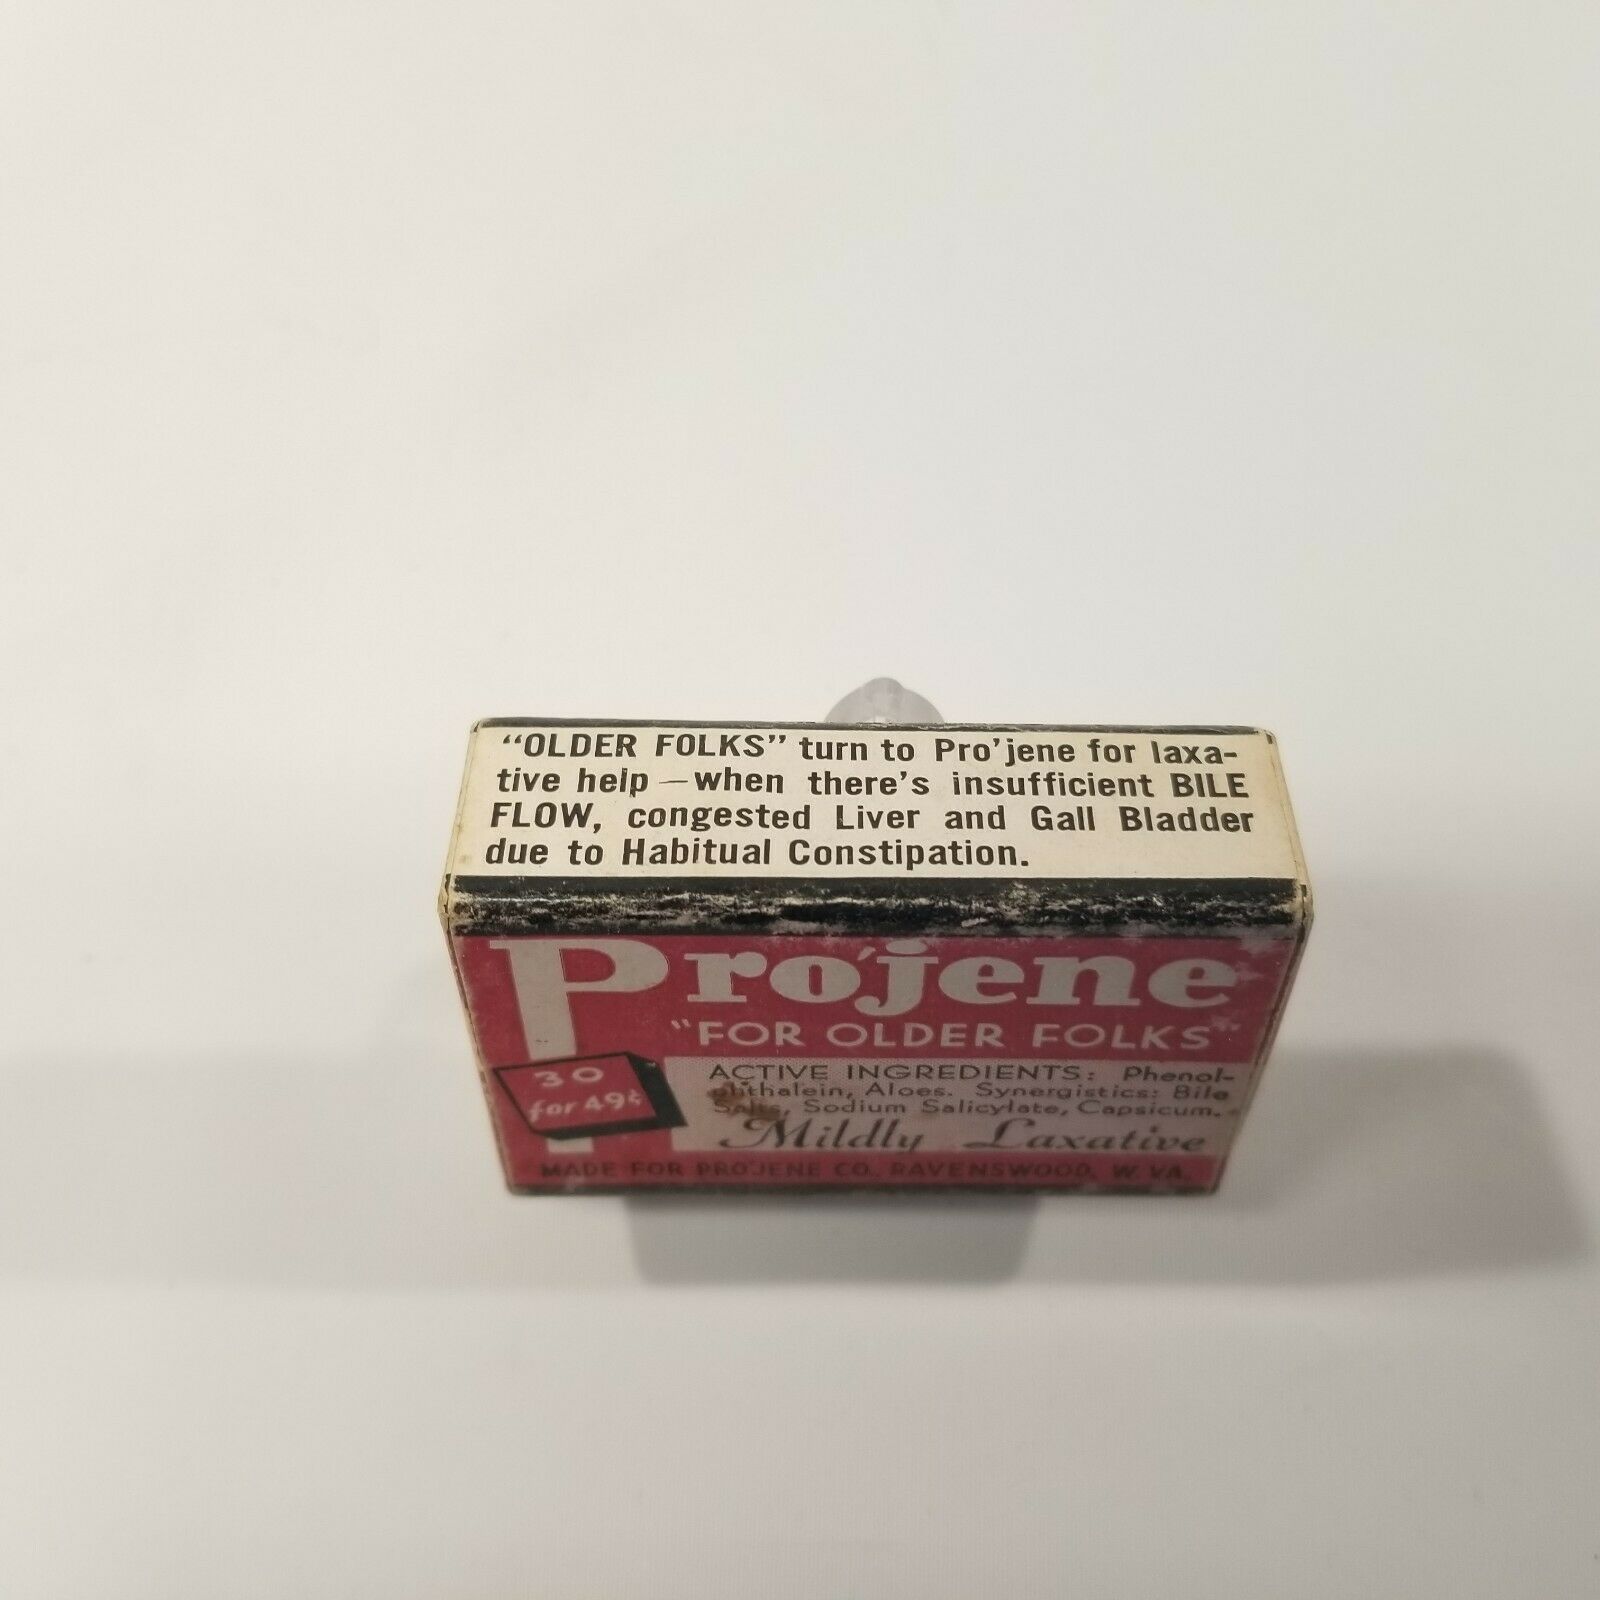 “OLDER FOLKS” turn to Pro’jene for laxa-
tive help — when there’s insufficient BILE
FLOW, congested Liver and Gall Bladder
due to Habitual Constipation.
Pro’jene
“FOR OLDER FOLKS”
30
for 49¢
ACTIVE INGREDIENTS: Phenol-
phthalein, Aloes. Synergistics: Bile
Salts, Sodium Salicylate, Capsicum.
Mildly Laxative
MADE FOR PRO’JENE CO. RAVENSWOOD, W. VA.